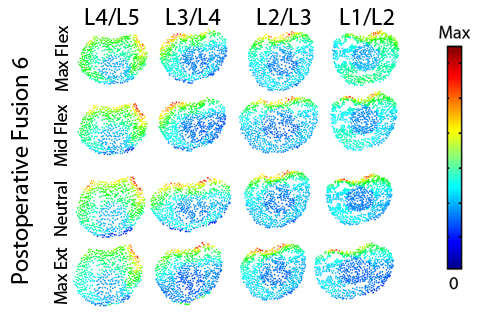 L4/L5 L3/L4 L2/L3 L1/L2
Max
Postoperative Fusion 6
Max Flex
Mid Flex
Neutral
Max Ext
0